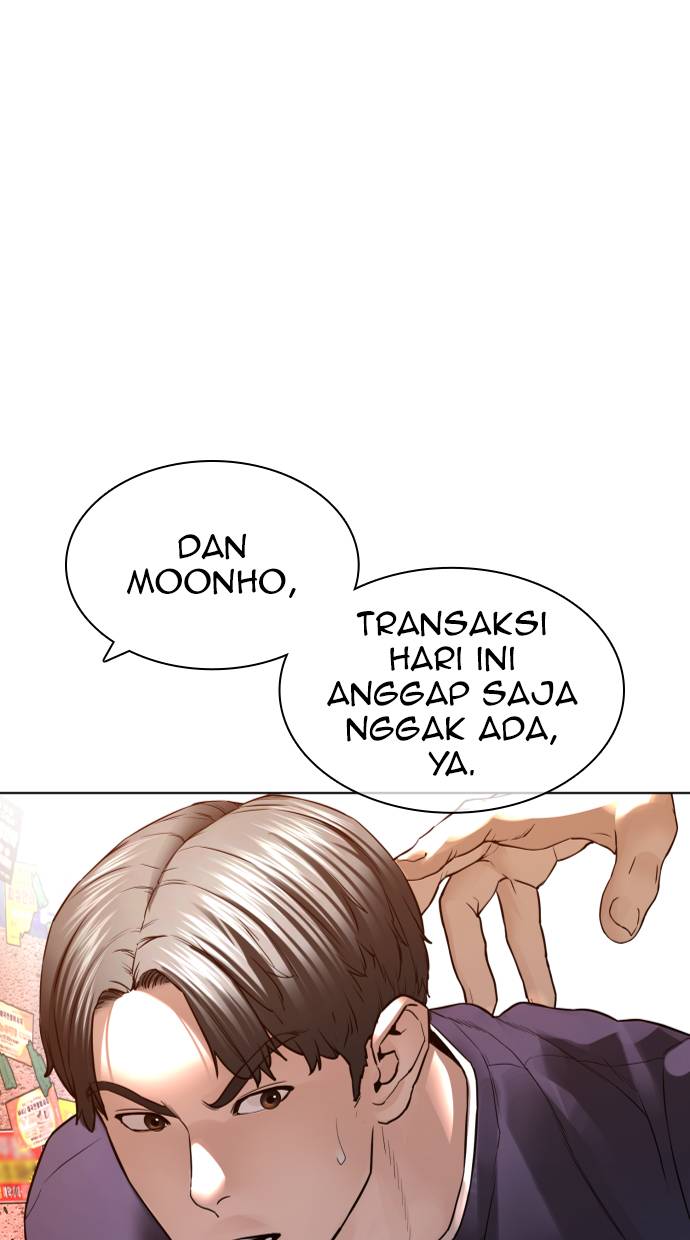 DAN
MOONHO,
TRANSAKSI
HARI INI
ANGGAP SAJA
NGGAK ADA,
YA.